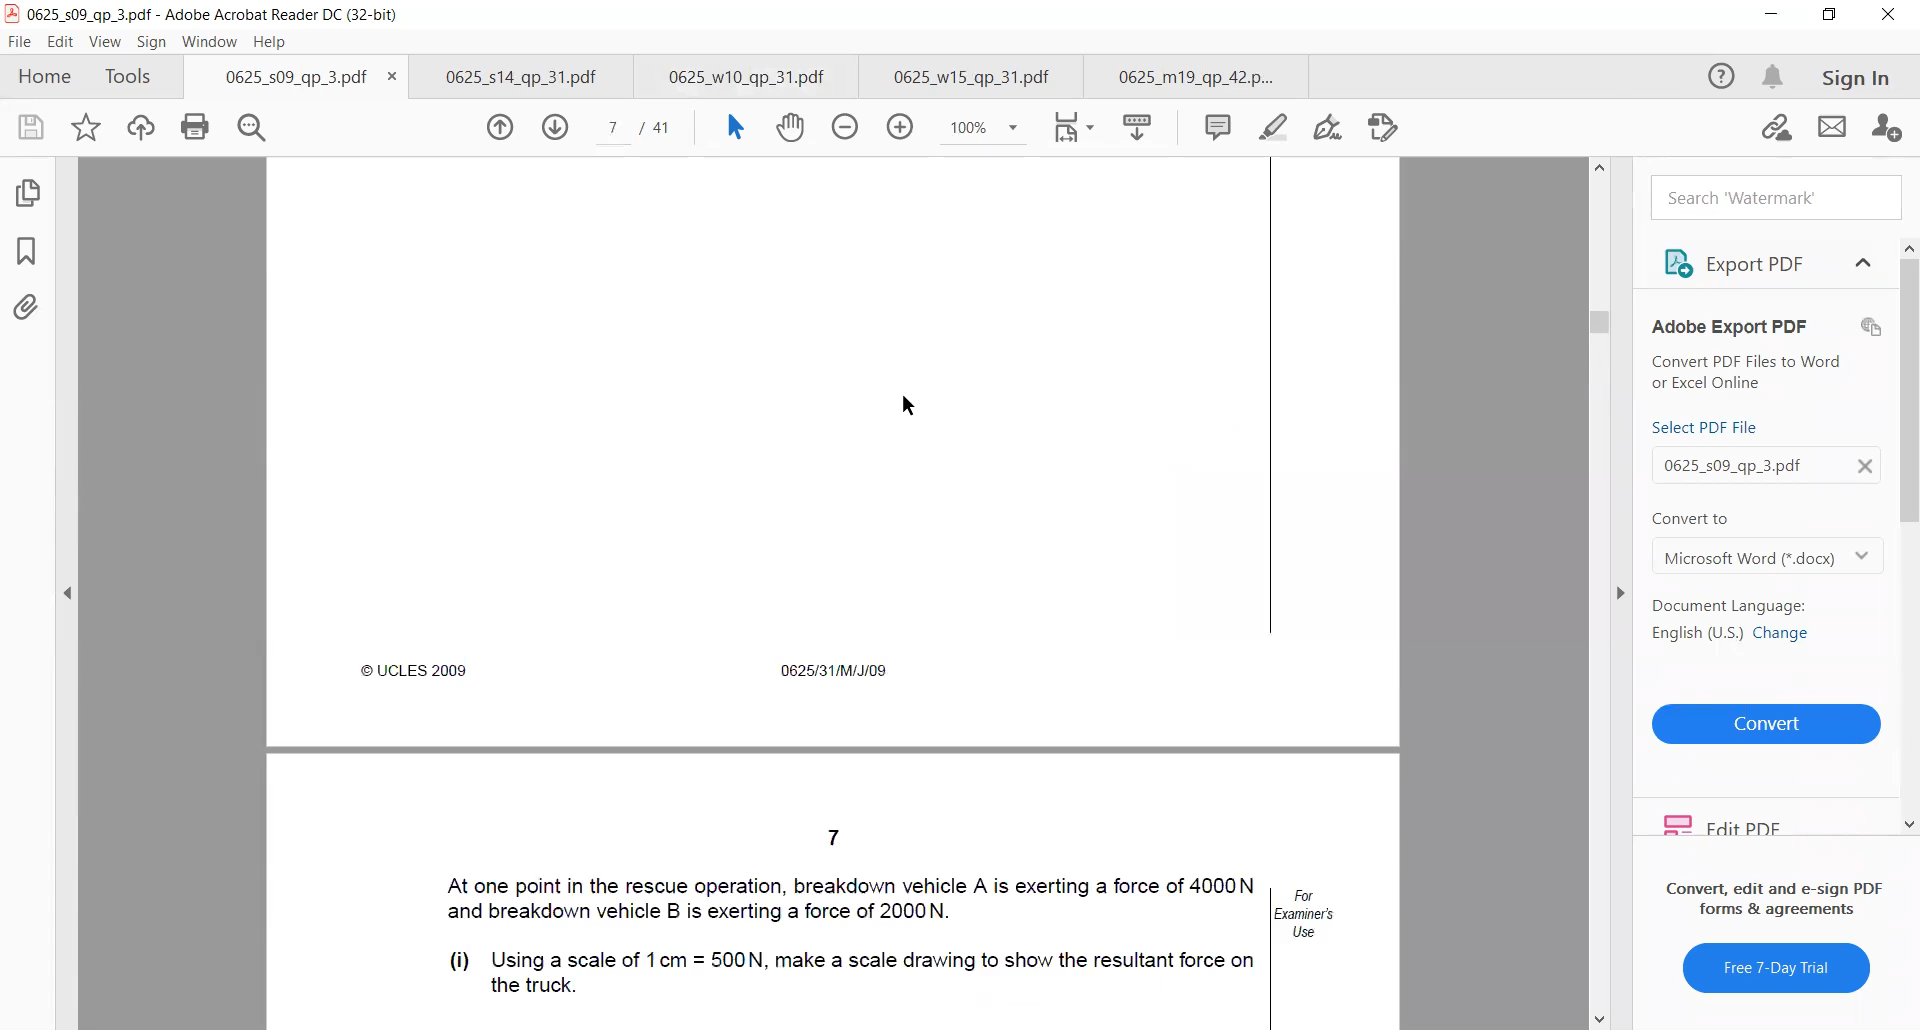 0625_s09_qp_3.pdf - Adobe Acrobat Reader DC (32-bit)
File Edit View Sign Window Help
Home Tools 0625_s09_qp_3.pdf × 0625_s14_qp_31.pdf 0625_w10_qp_31.pdf 0625_w15_qp_31.pdf 0625_m19_qp_42.p... Sign In
7 / 41 100%
Search 'Watermark'
Export PDF
Adobe Export PDF
Convert PDF Files to Word
or Excel Online
Select PDF File
0625_s09_qp_3.pdf
Convert to
Microsoft Word (*.docx)
Document Language:
English (U.S.) Change
Convert
Edit PDF
Convert, edit and e-sign PDF
forms & agreements
Free 7-Day Trial
© UCLES 2009 0625/31/M/J/09
7
At one point in the rescue operation, breakdown vehicle A is exerting a force of 4000 N
and breakdown vehicle B is exerting a force of 2000 N.
(i) Using a scale of 1 cm = 500 N, make a scale drawing to show the resultant force on
the truck.
For
Examiner's
Use